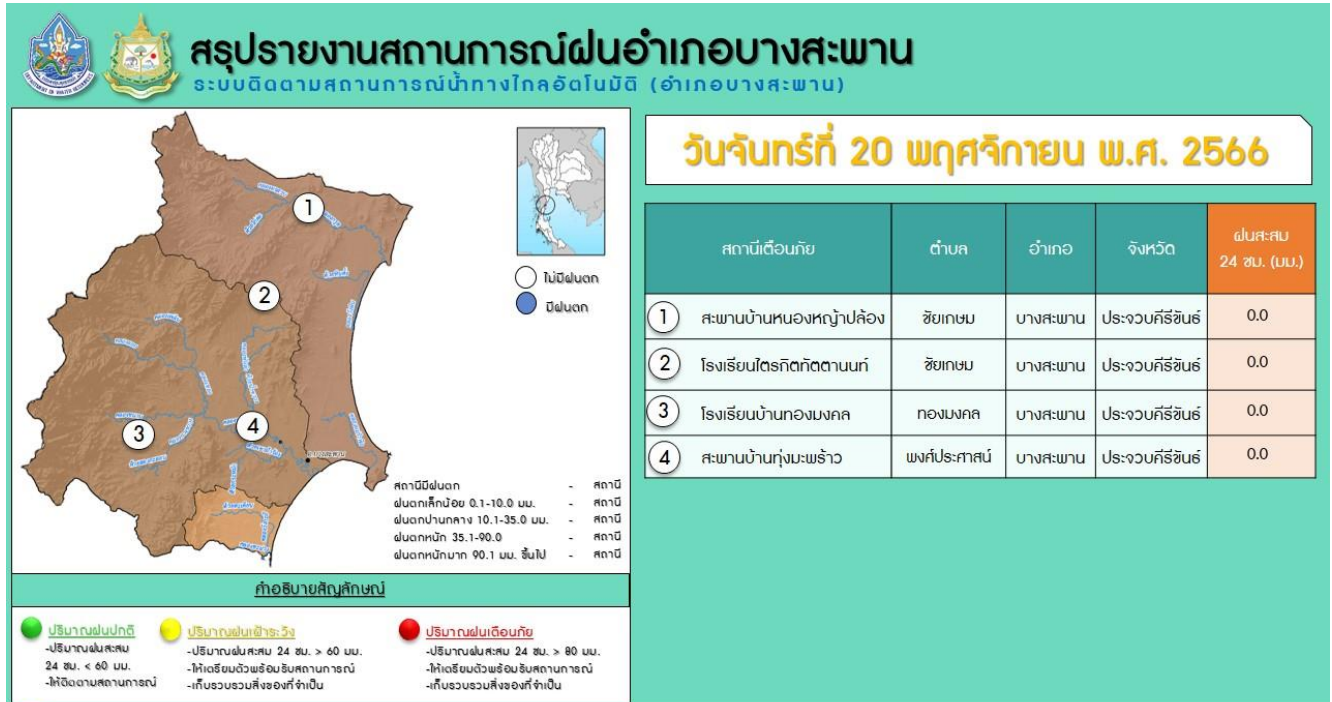 สรุปรายงานสถานการณ์ฝนอำเภอบางสะพาน
ระบบติดตามสถานการณ์น้ำทางไกลอัตโนมัติ (อำเภอบางสะพาน)
วันจันทร์ที่ 20 พฤศจิกายน พ.ศ. 2566
1
2
3
4
ไม่มีฝนตก
มีฝนตก
สถานีมีฝนตก - สถานี
ฝนตกเล็กน้อย 0.1-10.0 มม. - สถานี
ฝนตกปานกลาง 10.1-35.0 มม. - สถานี
ฝนตกหนัก 35.1-90.0 - สถานี
ฝนตกหนักมาก 90.1 มม. ขึ้นไป - สถานี
คำอธิบายสัญลักษณ์
ปริมาณฝนปกติ
-ปริมาณฝนสะสม
24 ชม. < 60 มม.
-ให้ติดตามสถานการณ์
ปริมาณฝนเฝ้าระวัง
-ปริมาณฝนสะสม 24 ชม. > 60 มม.
-ให้เตรียมตัวพร้อมรับสถานการณ์
-เก็บรวบรวมสิ่งของที่จำเป็น
ปริมาณฝนเตือนภัย
-ปริมาณฝนสะสม 24 ชม. > 80 มม.
-ให้เตรียมตัวพร้อมรับสถานการณ์
-เก็บรวบรวมสิ่งของที่จำเป็น
สถานีเตือนภัย ตำบล อำเภอ จังหวัด ฝนสะสม
24 ชม. (มม.)
1 สะพานบ้านหนองหญ้าปล้อง ชัยเกษม บางสะพาน ประจวบคีรีขันธ์ 0.0
2 โรงเรียนไตรกิตทัตตานนท์ ชัยเกษม บางสะพาน ประจวบคีรีขันธ์ 0.0
3 โรงเรียนบ้านทองมงคล ทองมงคล บางสะพาน ประจวบคีรีขันธ์ 0.0
4 สะพานบ้านทุ่งมะพร้าว พงศ์ประศาสน์ บางสะพาน ประจวบคีรีขันธ์ 0.0